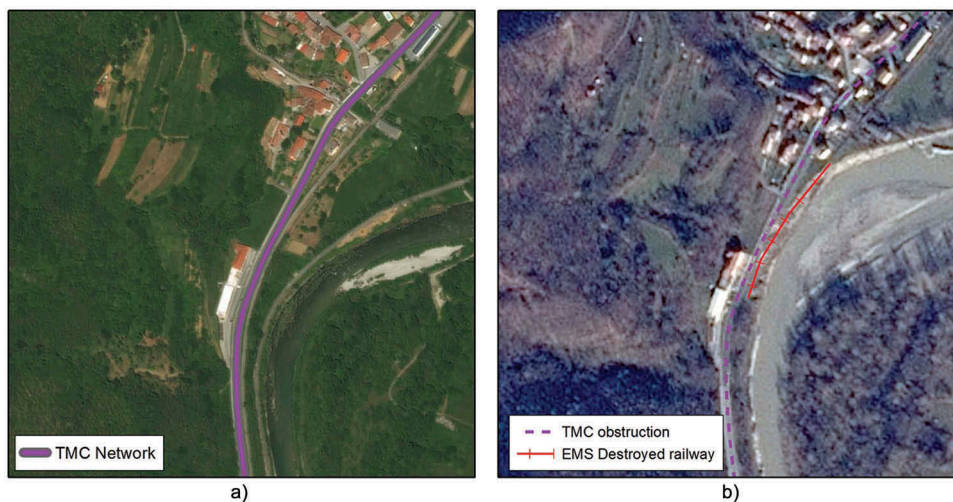 TMC Network
TMC obstruction
EMS Destroyed railway
a)
b)